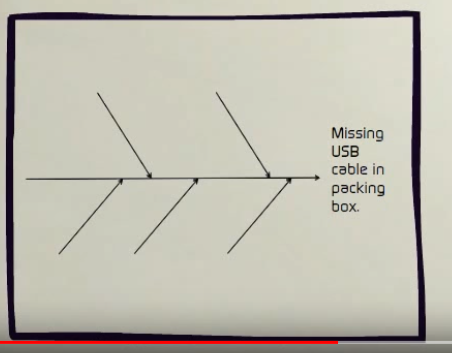 Missing
USB
cable in
packing
box.